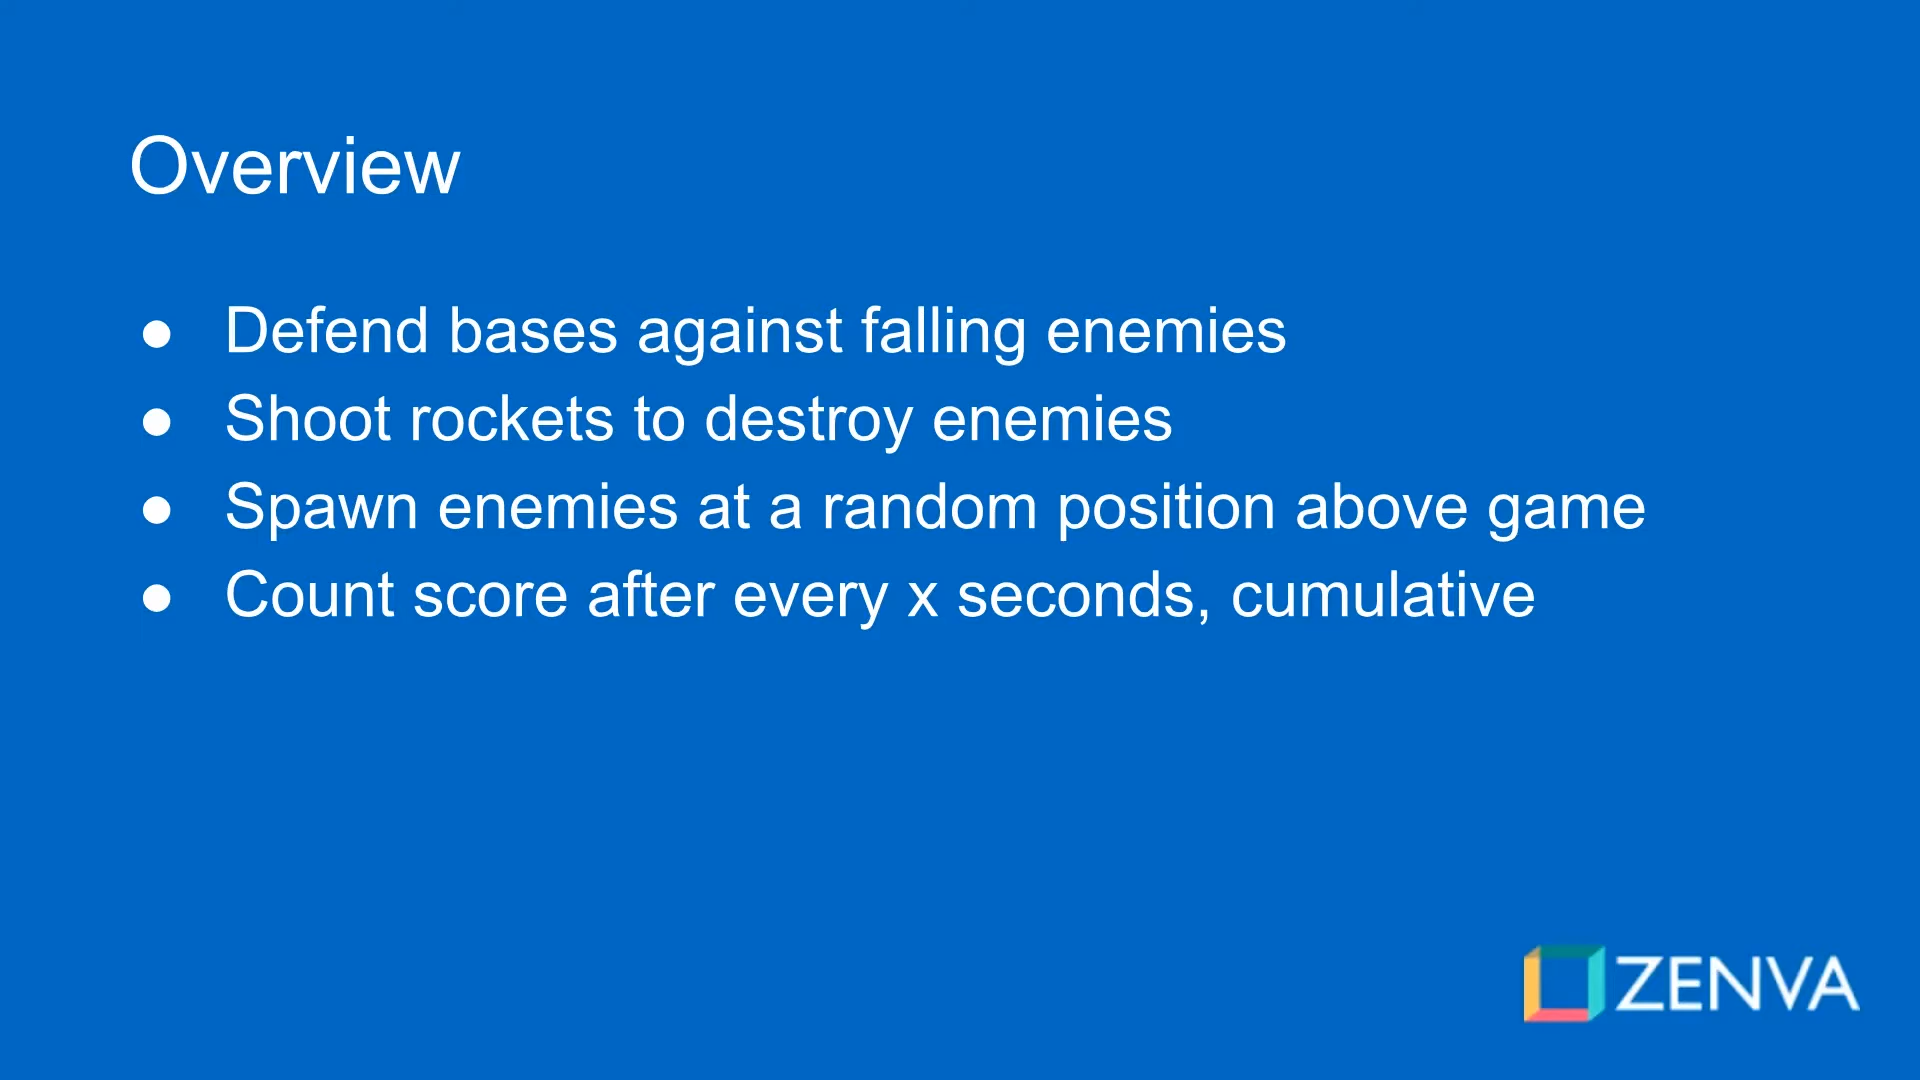 Overview
● Defend bases against falling enemies
● Shoot rockets to destroy enemies
● Spawn enemies at a random position above game
● Count score after every x seconds, cumulative
ZENVA